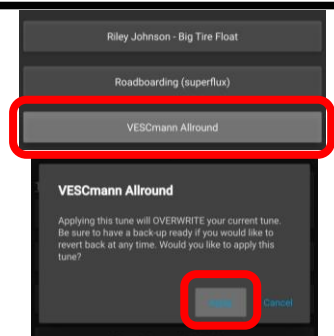 Riley Johnson - Big Tire Float
Roadboarding (superflux)
VESCmann Allround
VESCmann Allround
Applying this tune will OVERWRITE your current tune.
Be sure to have a back-up ready if you would like to
revert back at any time. Would you like to apply this
tune?
Cancel